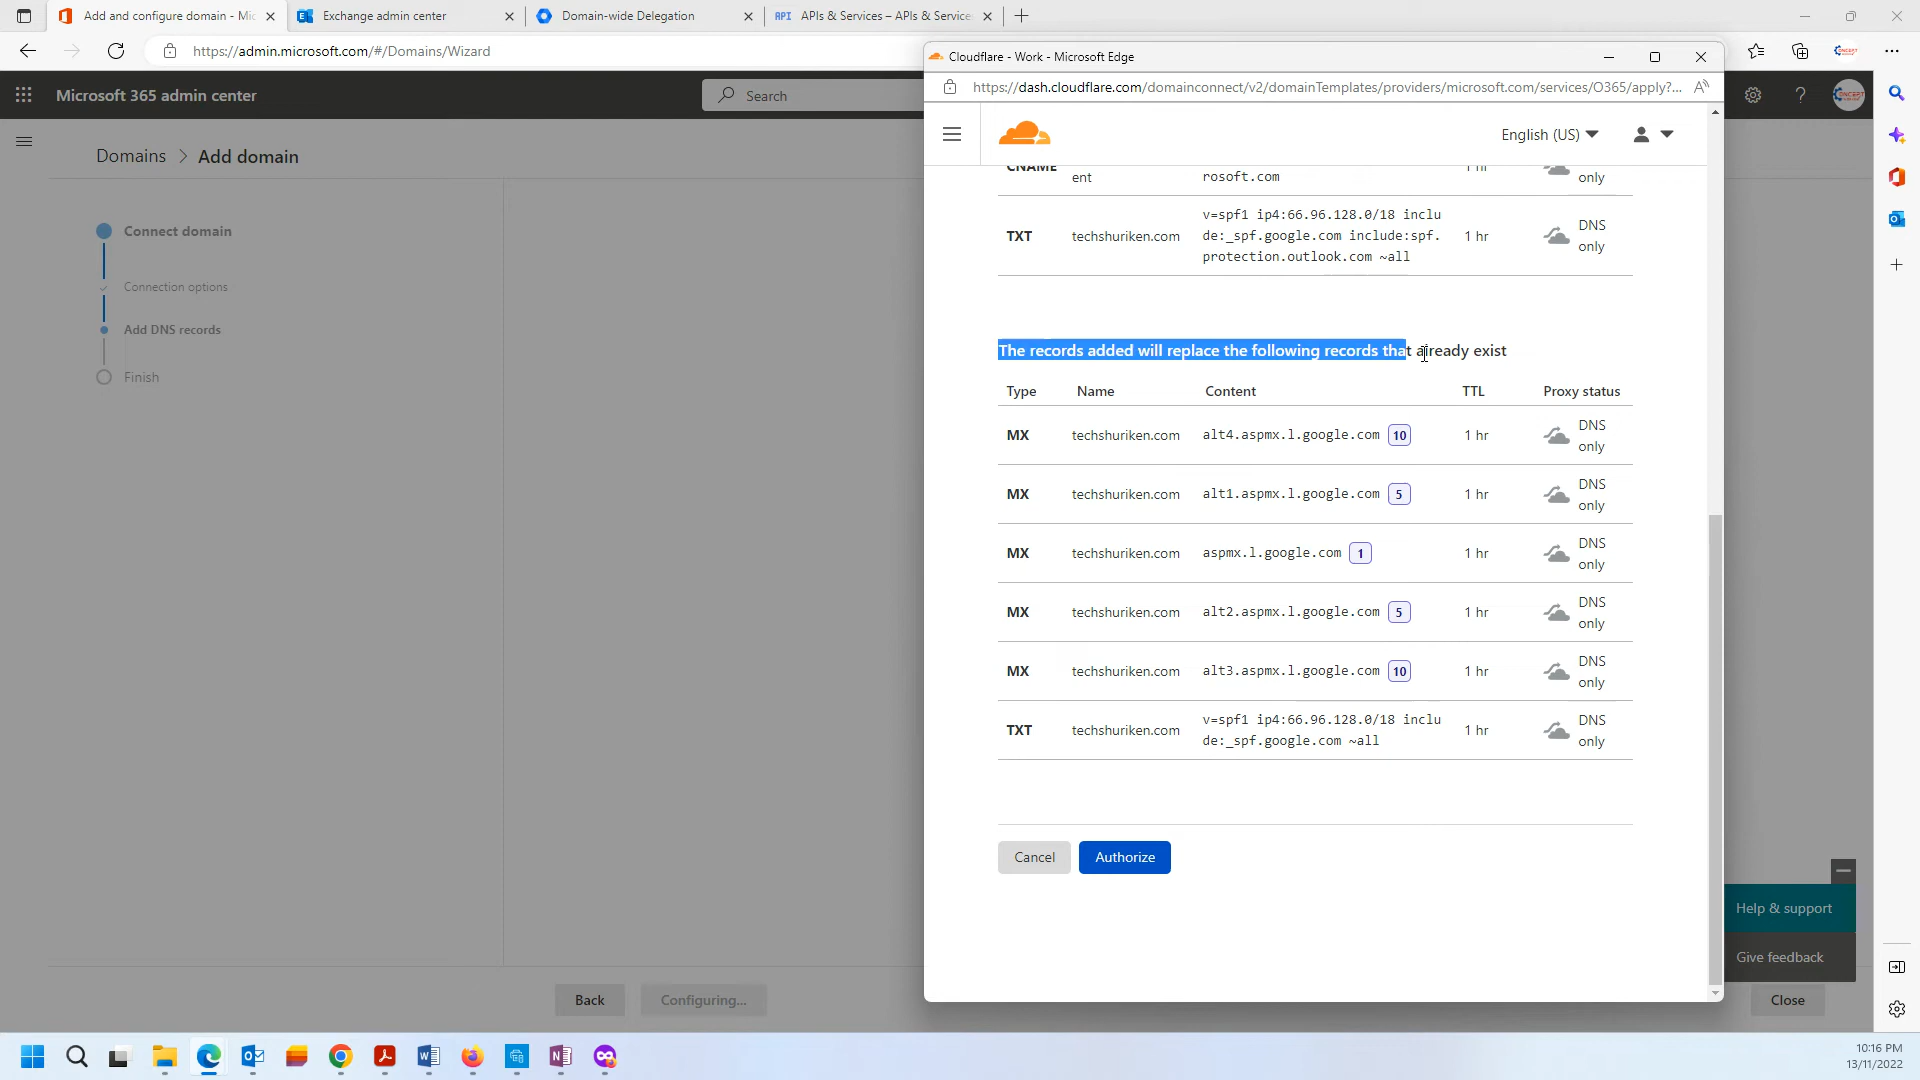 Add and configure domain - Mic
Exchange admin center
Domain-wide Delegation
API APIs & Services – APIs & Service
https://admin.microsoft.com/#/Domains/Wizard
Microsoft 365 admin center
Search
Domains > Add domain
Connect domain
Connection options
Add DNS records
Finish
Back
Configuring...
Close
Help & support
Give feedback
Cloudflare - Work - Microsoft Edge
https://dash.cloudflare.com/domainconnect/v2/domainTemplates/providers/microsoft.com/services/O365/apply?...
English (US)
CNAME ent rosoft.com 1 hr only
TXT techshuriken.com
v=spf1 ip4:66.96.128.0/18 inclu
de:_spf.google.com include:spf.
protection.outlook.com ~all
1 hr
DNS
only
The records added will replace the following records that already exist
Type Name Content TTL Proxy status
MX techshuriken.com alt4.aspmx.l.google.com 10 1 hr
DNS
only
MX techshuriken.com alt1.aspmx.l.google.com 5 1 hr
DNS
only
MX techshuriken.com aspmx.l.google.com 1 1 hr
DNS
only
MX techshuriken.com alt2.aspmx.l.google.com 5 1 hr
DNS
only
MX techshuriken.com alt3.aspmx.l.google.com 10 1 hr
DNS
only
TXT techshuriken.com
v=spf1 ip4:66.96.128.0/18 inclu
de:_spf.google.com ~all
1 hr
DNS
only
Cancel
Authorize
10:16 PM
13/11/2022